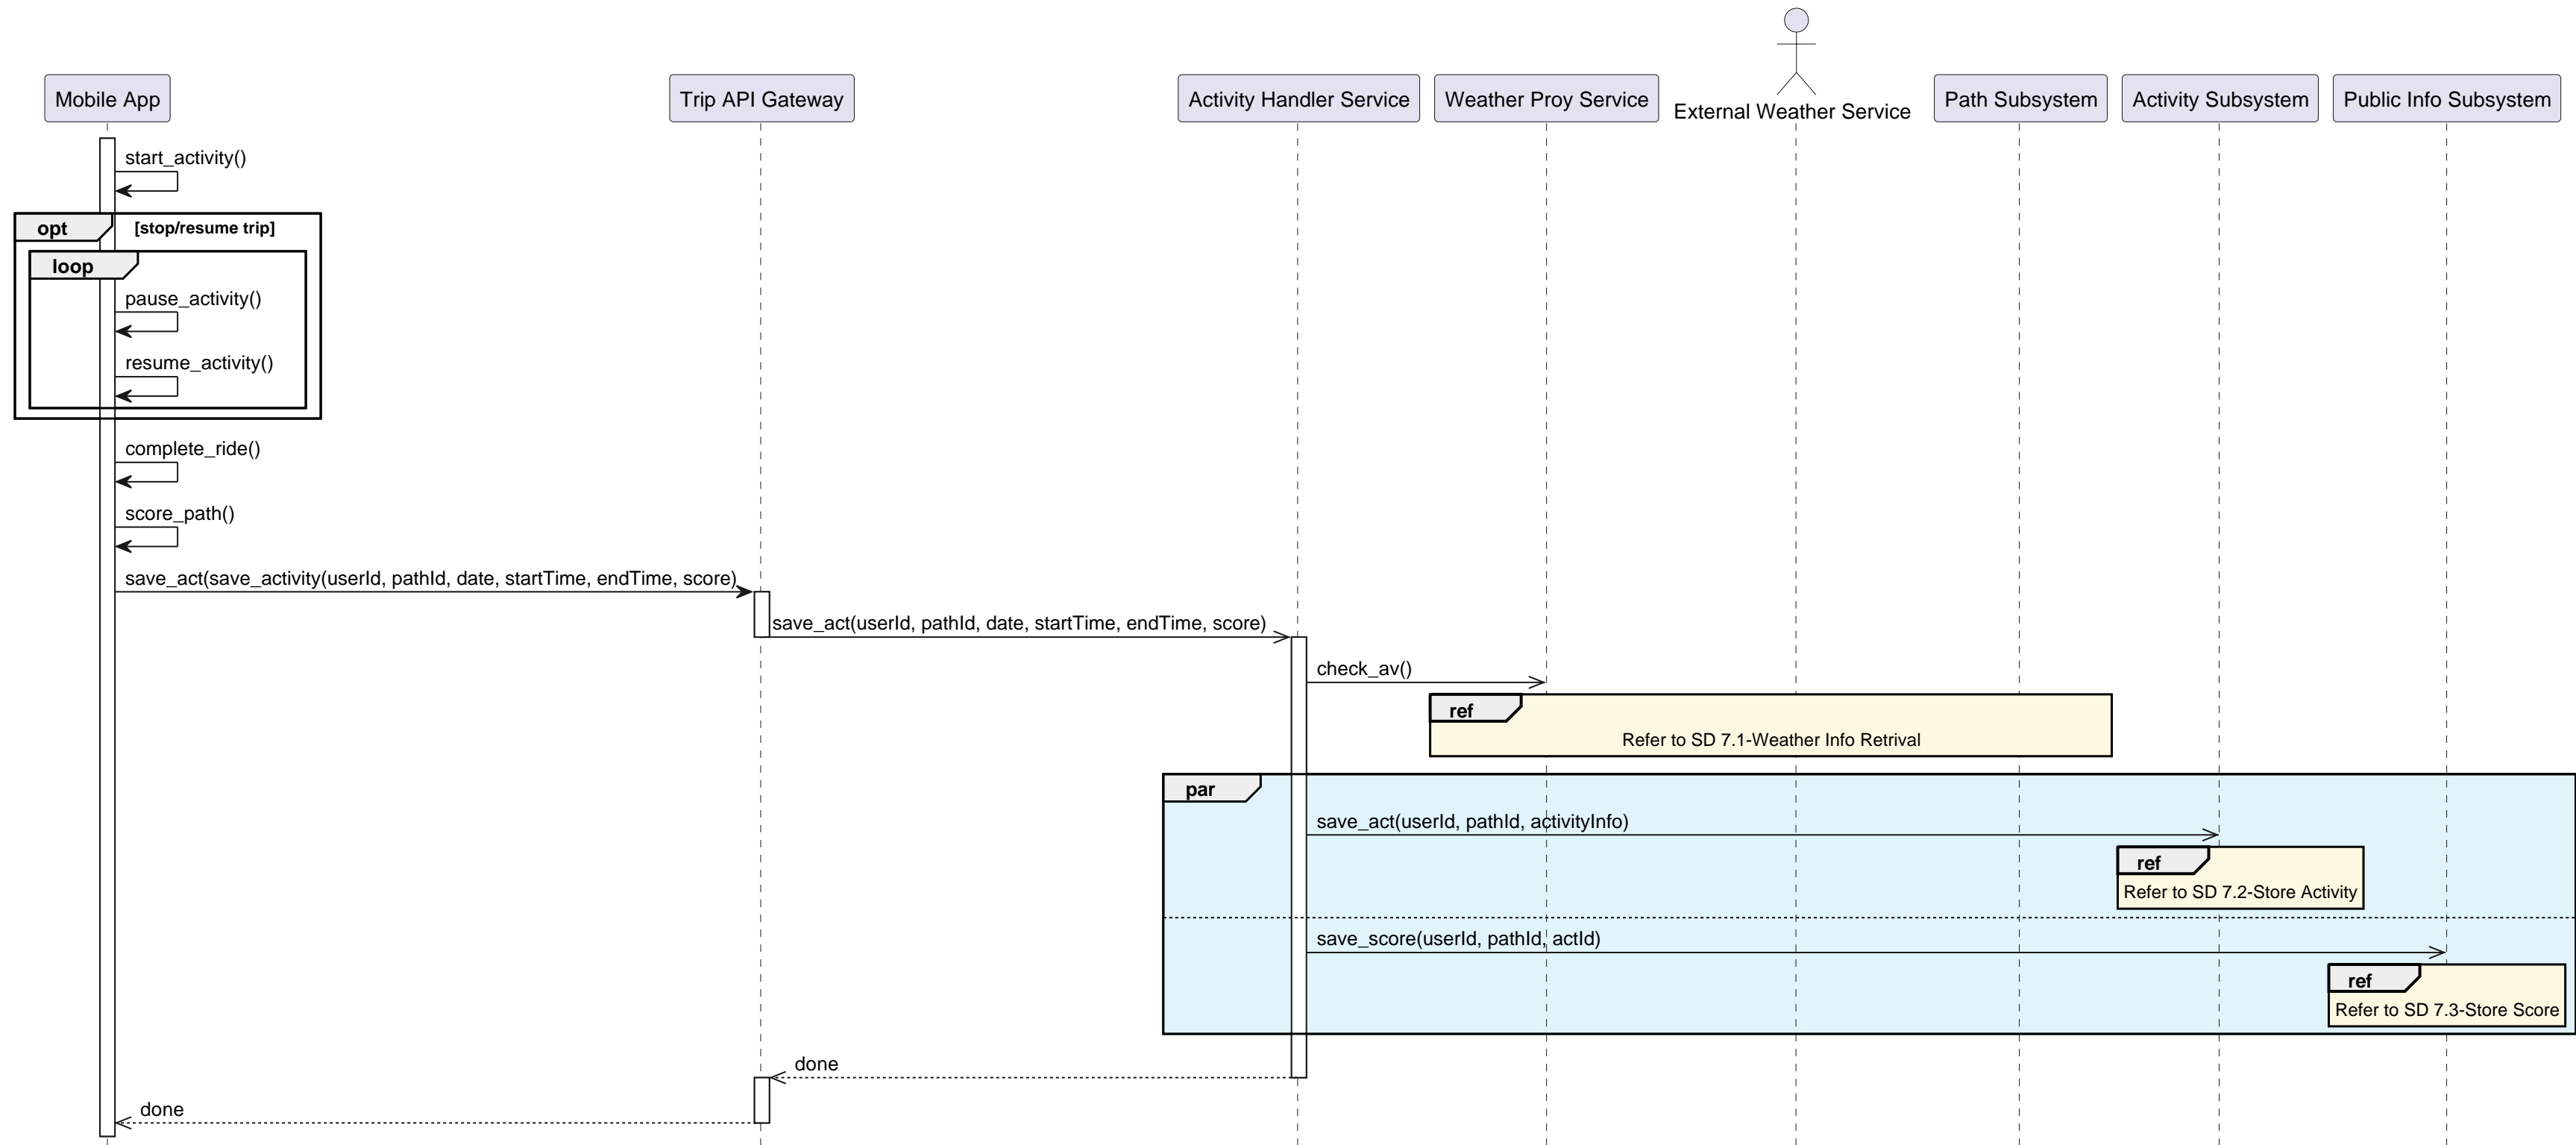 Mobile App
Trip API Gateway
Activity Handler Service
Weather Proy Service
External Weather Service
Path Subsystem
Activity Subsystem
Public Info Subsystem
start_activity()
opt
[stop/resume trip]
loop
pause_activity()
resume_activity()
complete_ride()
score_path()
save_act(save_activity(userId, pathId, date, startTime, endTime, score)
save_act(userId, pathId, date, startTime, endTime, score)
check_av()
ref
Refer to SD 7.1-Weather Info Retrival
par
save_act(userId, pathId, activityInfo)
ref
Refer to SD 7.2-Store Activity
save_score(userId, pathId, actId)
ref
Refer to SD 7.3-Store Score
done
done